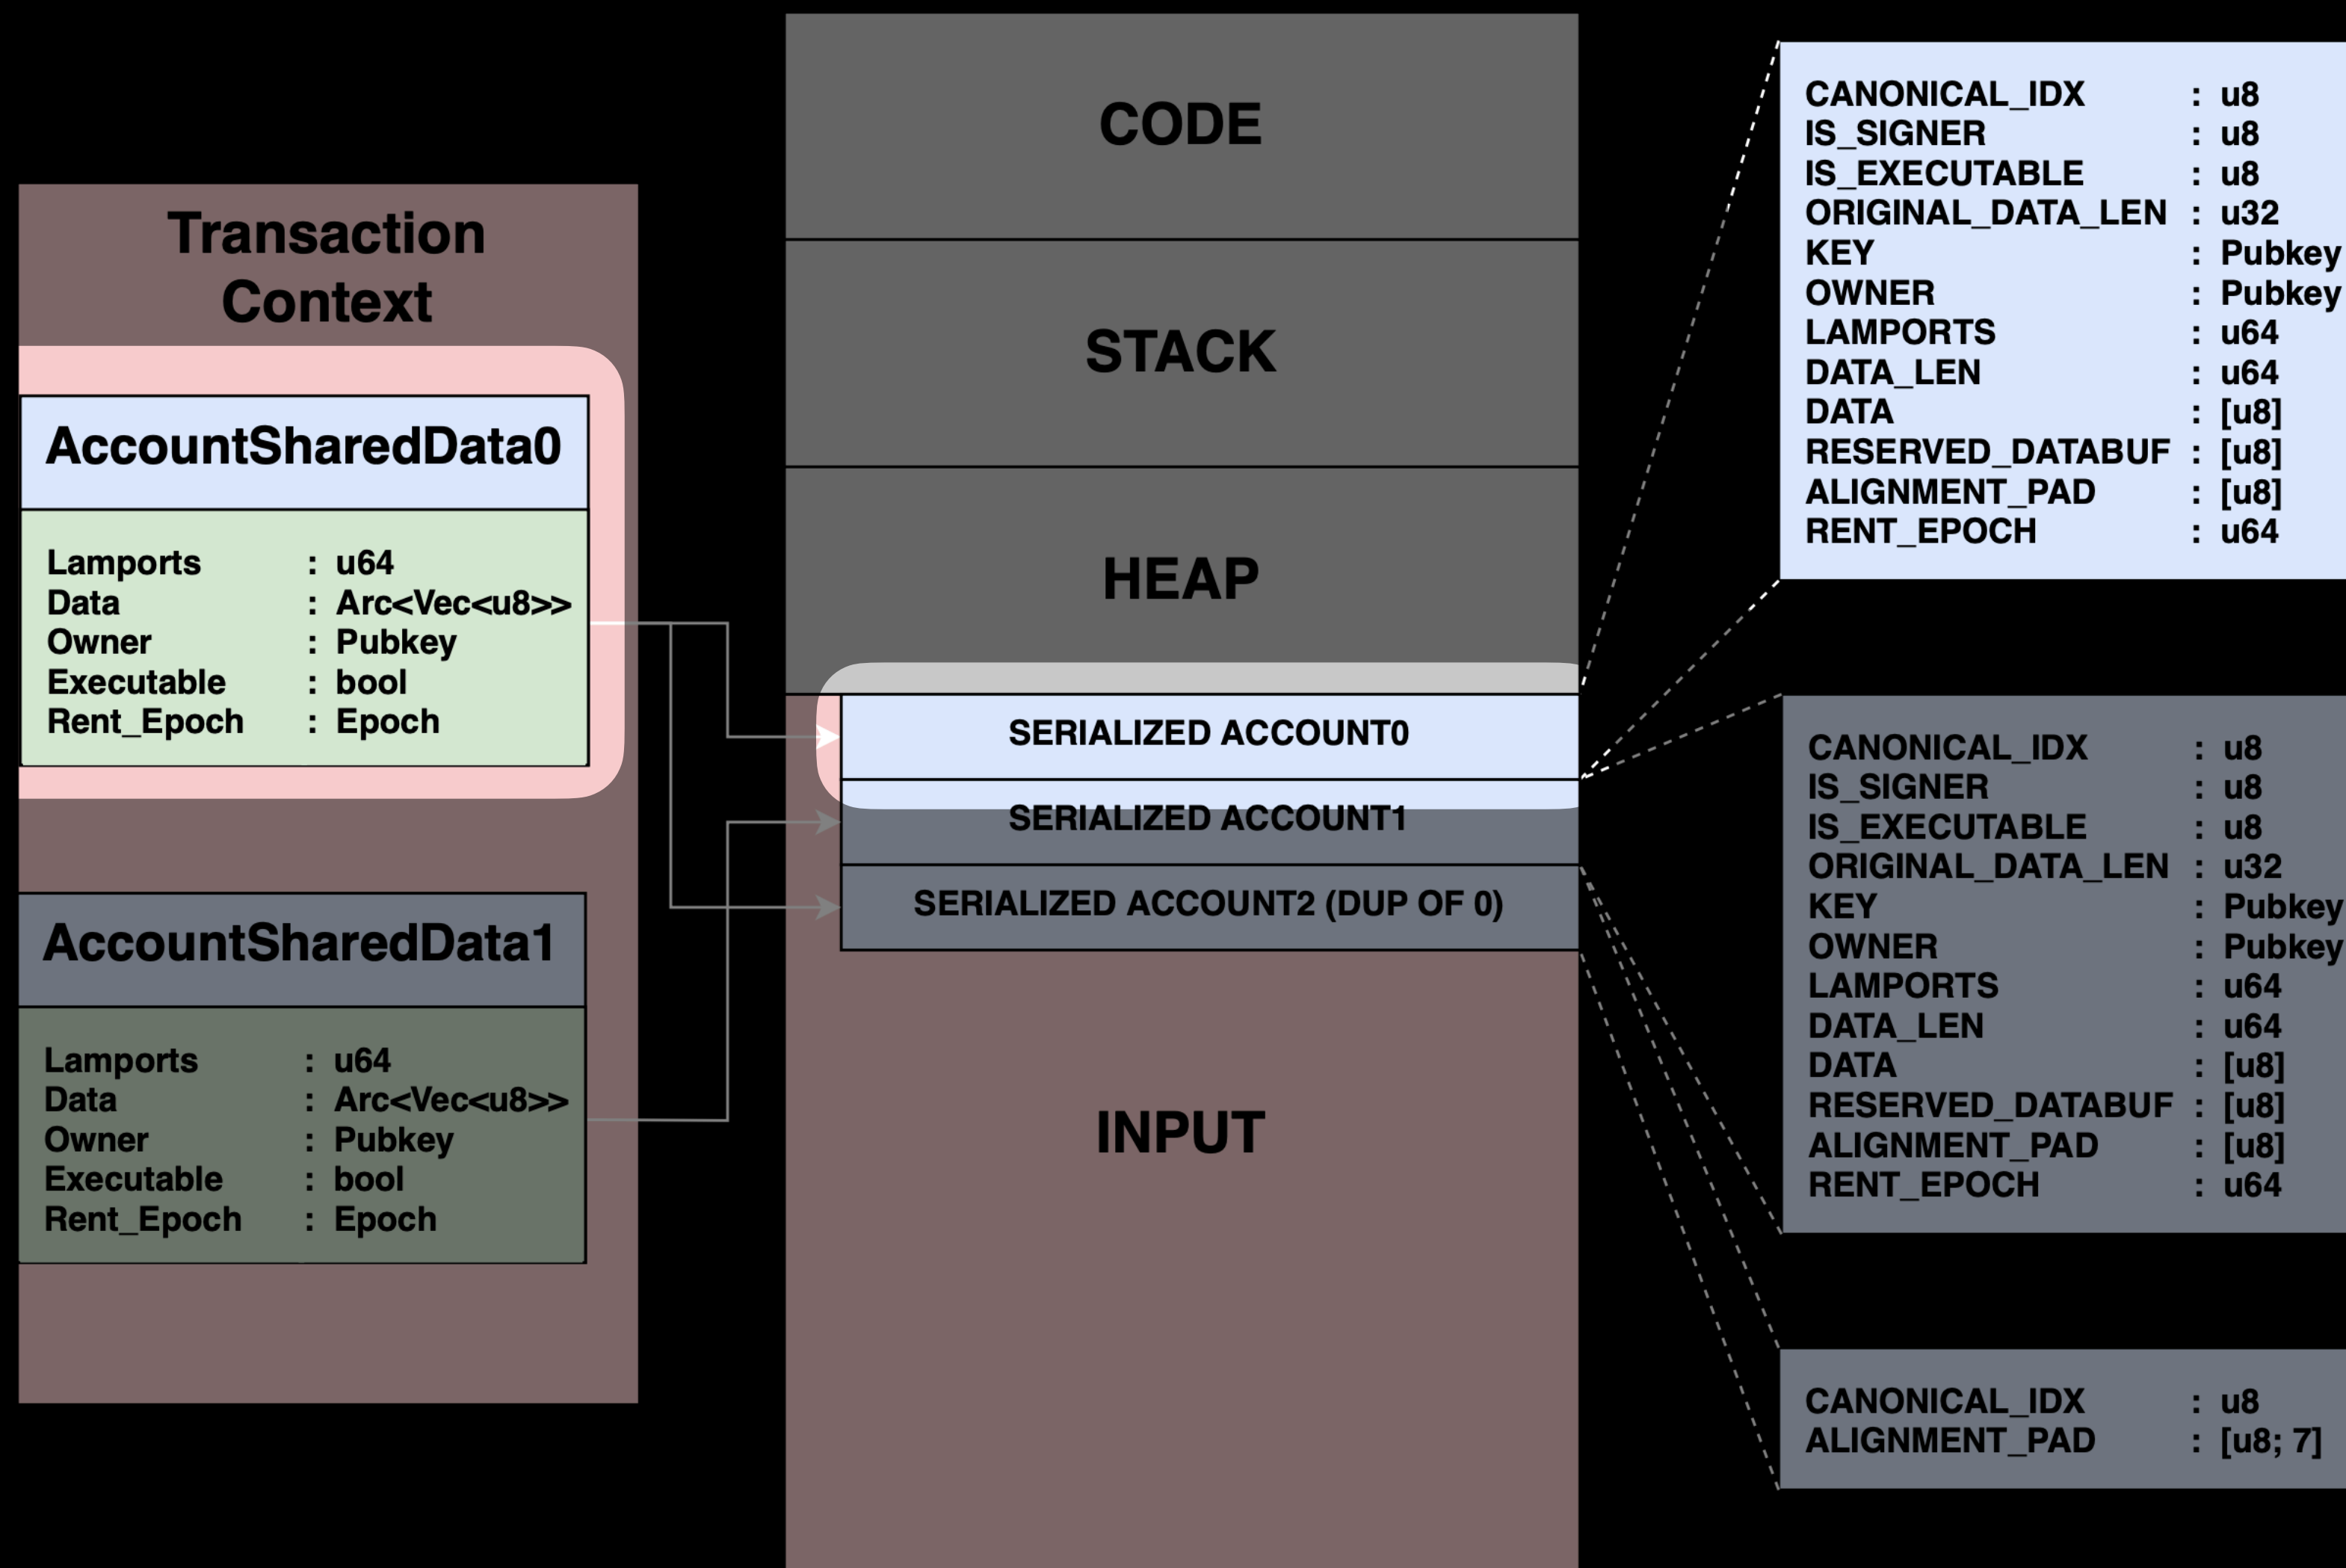 Transaction
Context
AccountSharedData0
Lamports : u64
Data : Arc<Vec<u8>>
Owner : Pubkey
Executable : bool
Rent_Epoch : Epoch
AccountSharedData1
Lamports : u64
Data : Arc<Vec<u8>>
Owner : Pubkey
Executable : bool
Rent_Epoch : Epoch
CODE
STACK
HEAP
SERIALIZED ACCOUNT0
SERIALIZED ACCOUNT1
SERIALIZED ACCOUNT2 (DUP OF 0)
INPUT
CANONICAL_IDX : u8
IS_SIGNER : u8
IS_EXECUTABLE : u8
ORIGINAL_DATA_LEN : u32
KEY : Pubkey
OWNER : Pubkey
LAMPORTS : u64
DATA_LEN : u64
DATA : [u8]
RESERVED_DATABUF : [u8]
ALIGNMENT_PAD : [u8]
RENT_EPOCH : u64
CANONICAL_IDX : u8
IS_SIGNER : u8
IS_EXECUTABLE : u8
ORIGINAL_DATA_LEN : u32
KEY : Pubkey
OWNER : Pubkey
LAMPORTS : u64
DATA_LEN : u64
DATA : [u8]
RESERVED_DATABUF : [u8]
ALIGNMENT_PAD : [u8]
RENT_EPOCH : u64
CANONICAL_IDX : u8
ALIGNMENT_PAD : [u8; 7]